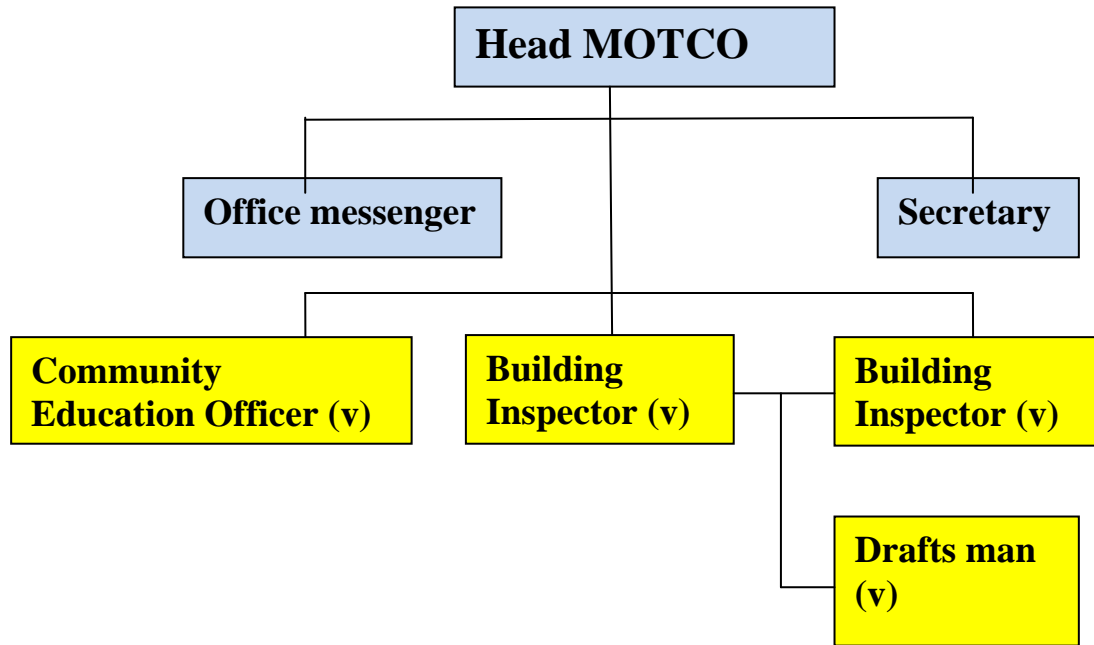 Head MOTCO
Office messenger
Secretary
Community
Education Officer (v)
Building
Inspector (v)
Building
Inspector (v)
Drafts man
(v)